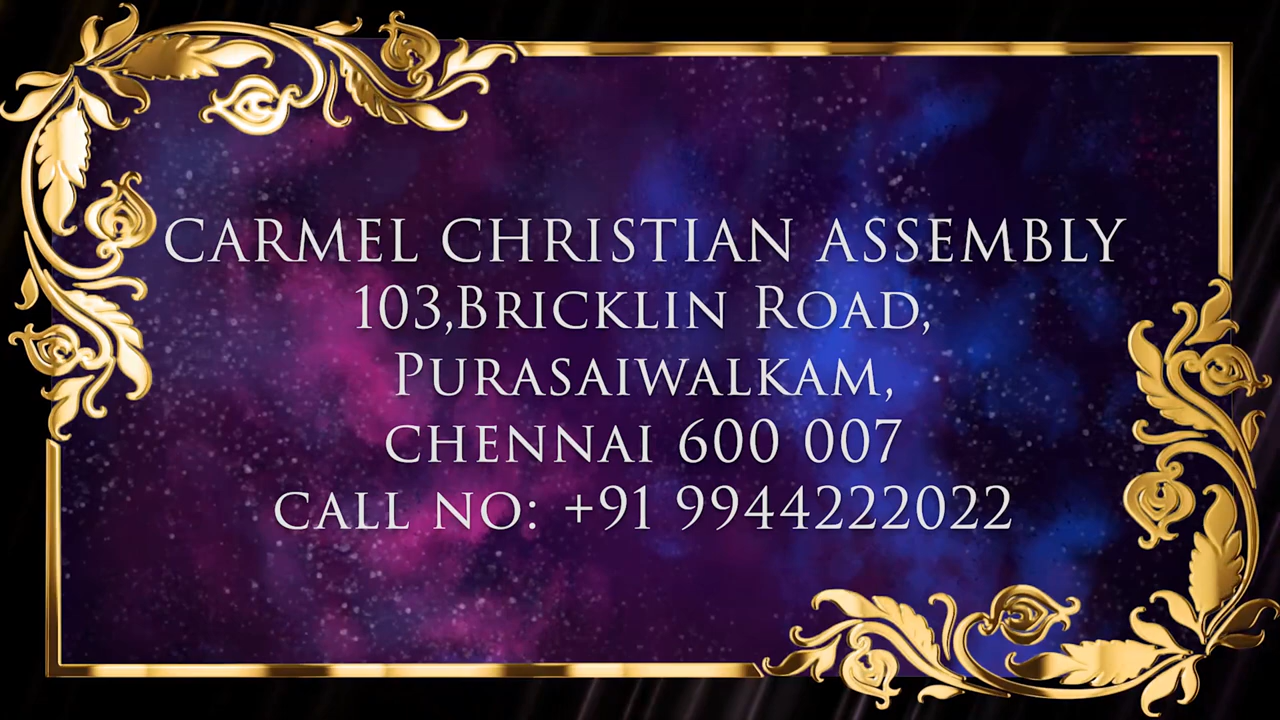 CARMEL CHRISTIAN ASSEMBLY
103,Bricklin Road,
Purasaiwalkam,
chennai 600 007
call no: +91 9944222022